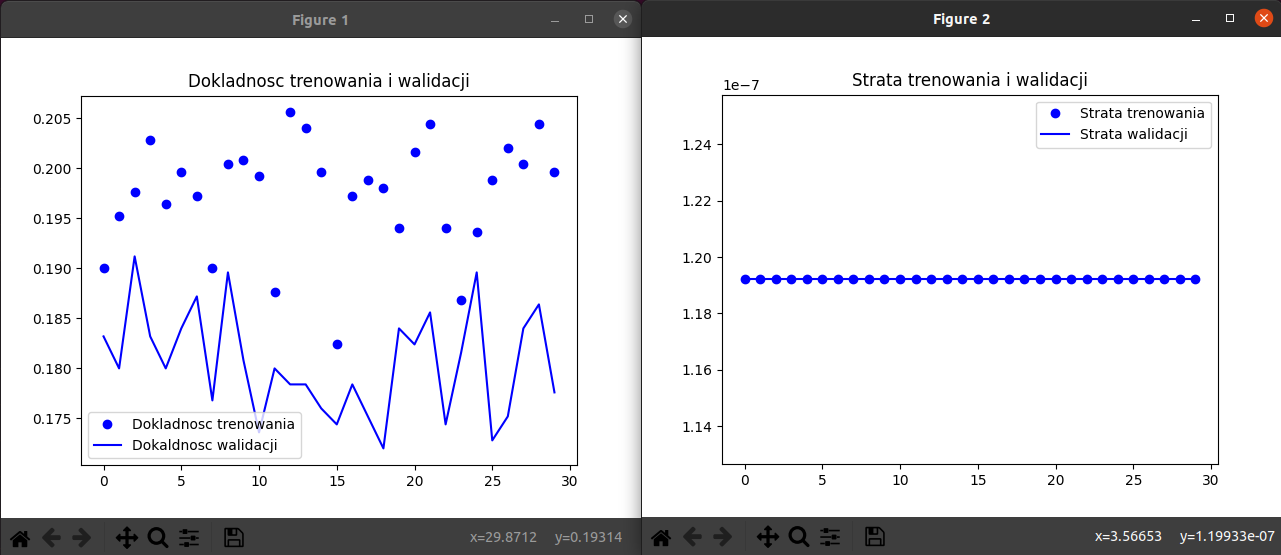 Figure 1
Dokladnosc trenowania i walidacji
0.205
0.200
0.195
0.190
0.185
0.180
0.175
Dokladnosc trenowania
Dokaldnosc walidacji
0 5 10 15 20 25 30
x=29.8712 y=0.19314
Figure 2
1e−7
Strata trenowania i walidacji
Strata trenowania
Strata walidacji
1.24
1.22
1.20
1.18
1.16
1.14
0 5 10 15 20 25 30
x=3.56653 y=1.19933e-07